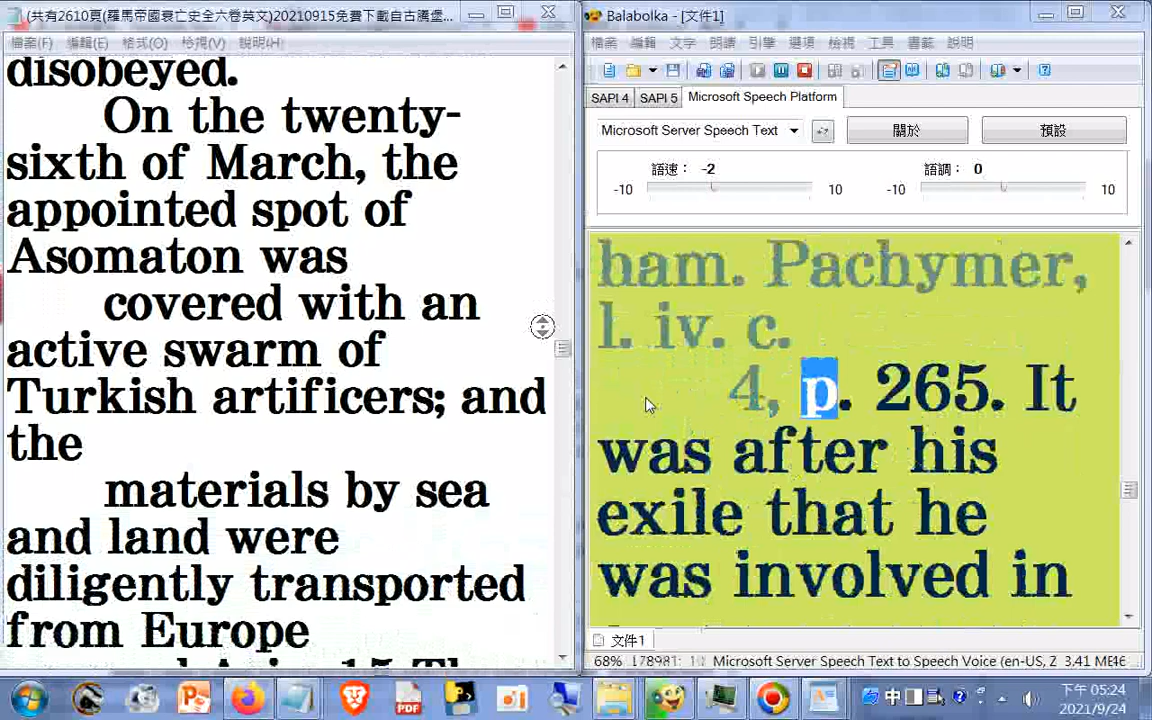 (共有2610頁(羅馬帝國衰亡史全六卷英文)20210915免費下載自古騰堡...
檔案(F) 編輯(E) 格式(O) 檢視(V) 說明(H)
disobeyed.
On the twenty-
sixth of March, the
appointed spot of
Asomaton was
covered with an
active swarm of
Turkish artificers; and
the
materials by sea
and land were
diligently transported
from Europe
Balabolka - [文件1]
檔案 編輯 文字 朗讀 引擎 選項 檢視 工具 書籤 說明
SAPI 4 SAPI 5 Microsoft Speech Platform
Microsoft Server Speech Text 關於 預設
語速： -2 語調： 0
-10 10 -10 10
ham. Pachymer,
l. iv. c.
4, p. 265. It
was after his
exile that he
was involved in
文件1
68% Microsoft Server Speech Text to Speech Voice (en-US, Z 3.41 ME
中 下午 05:24
2021/9/24